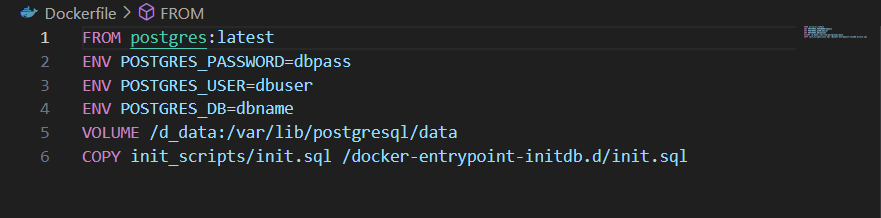 Dockerfile > FROM
1 FROM postgres:latest
2 ENV POSTGRES_PASSWORD=dbpass
3 ENV POSTGRES_USER=dbuser
4 ENV POSTGRES_DB=dbname
5 VOLUME /d_data:/var/lib/postgresql/data
6 COPY init_scripts/init.sql /docker-entrypoint-initdb.d/init.sql